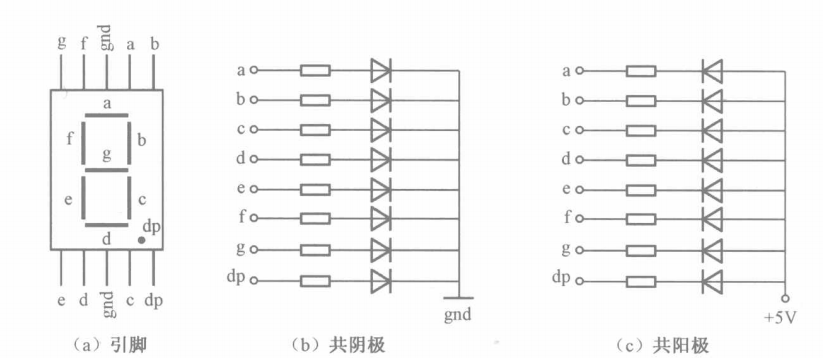 g f gnd a b
a
f b
g
e c
d dp
e d gnd c dp
(a) 引脚
a
b
c
d
e
f
g
dp
gnd
(b) 共阴极
a
b
c
d
e
f
g
dp
+5V
(c) 共阳极